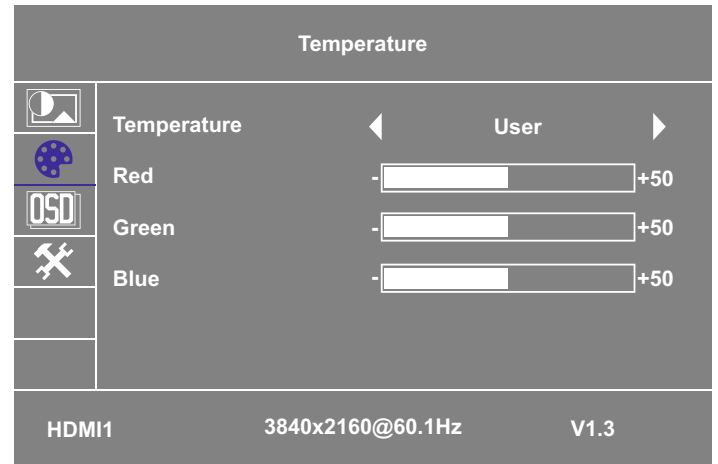 Temperature
Temperature User
Red - +50
Green - +50
OSD
Blue - +50
HDMI1 3840x2160@60.1Hz V1.3